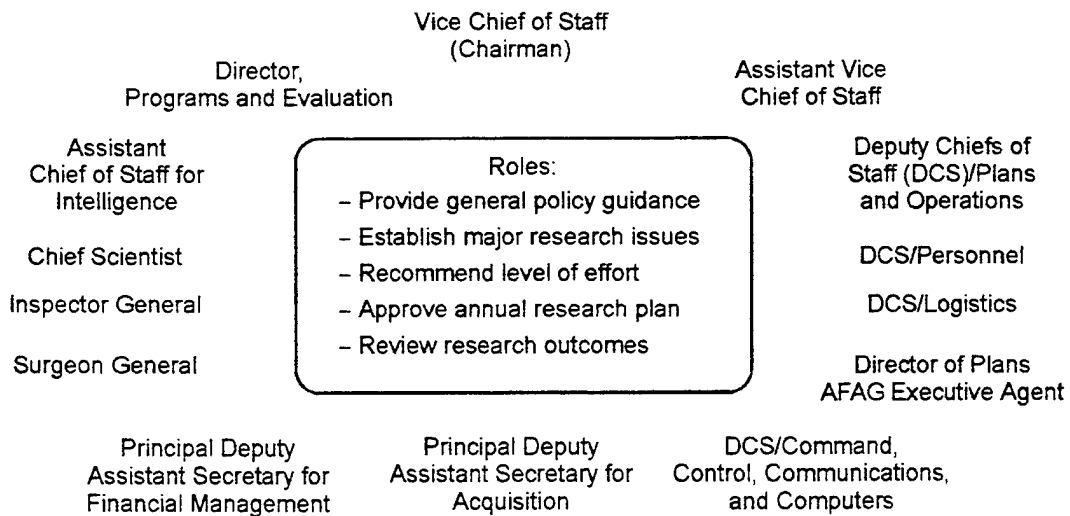 Vice Chief of Staff
(Chairman)
Director,
Programs and Evaluation
Assistant Vice
Chief of Staff
Assistant
Chief of Staff for
Intelligence
Chief Scientist
Inspector General
Surgeon General
Roles:
– Provide general policy guidance
– Establish major research issues
– Recommend level of effort
– Approve annual research plan
– Review research outcomes
Deputy Chiefs of
Staff (DCS)/Plans
and Operations
DCS/Personnel
DCS/Logistics
Director of Plans
AFAG Executive Agent
Principal Deputy
Assistant Secretary for
Financial Management
Principal Deputy
Assistant Secretary for
Acquisition
DCS/Command,
Control, Communications,
and Computers